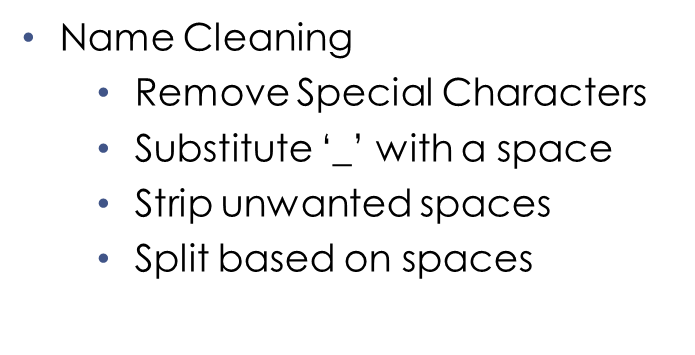 • Name Cleaning
• Remove Special Characters
• Substitute ‘_’ with a space
• Strip unwanted spaces
• Split based on spaces